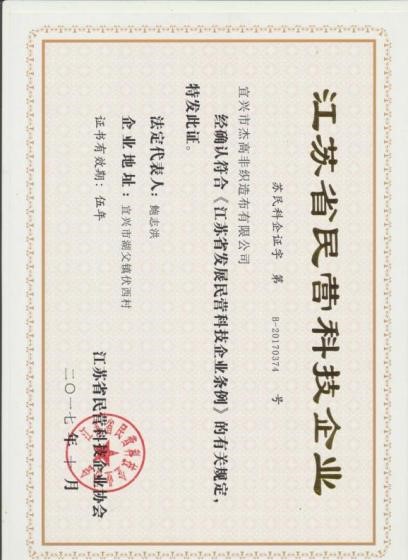 江苏省民营科技企业
苏民科企证字 第 B-20170374 号
宜兴市杰高非织造布有限公司
经确认符合《江苏省发展民营科技企业条例》的有关规定,
特发此证。
法定代表人：鲍志洪
企业地址：宜兴市湖父镇伏西村
证书有效期：伍年
江苏省民营科技企业协会
二〇一七年十月